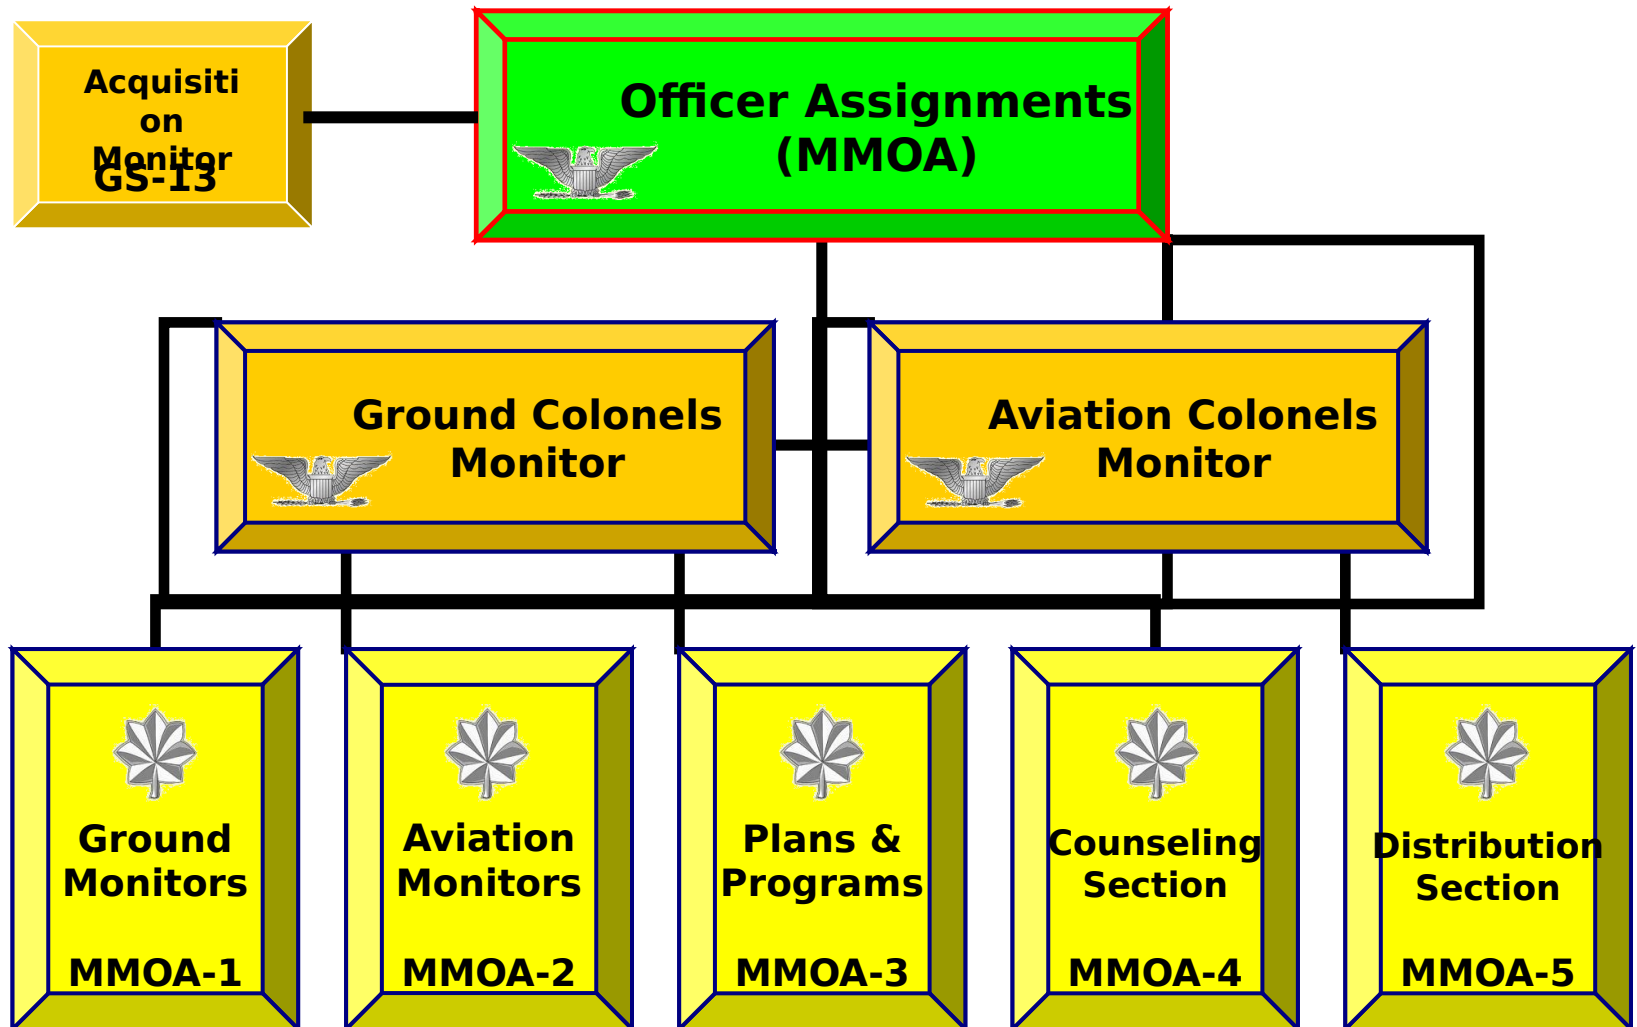 Acquisiti
on
Monitor
GS-13
Officer Assignments
(MMOA)
Ground Colonels
Monitor
Aviation Colonels
Monitor
Ground
Monitors
MMOA-1
Aviation
Monitors
MMOA-2
Plans &
Programs
MMOA-3
Counseling
Section
MMOA-4
Distribution
Section
MMOA-5